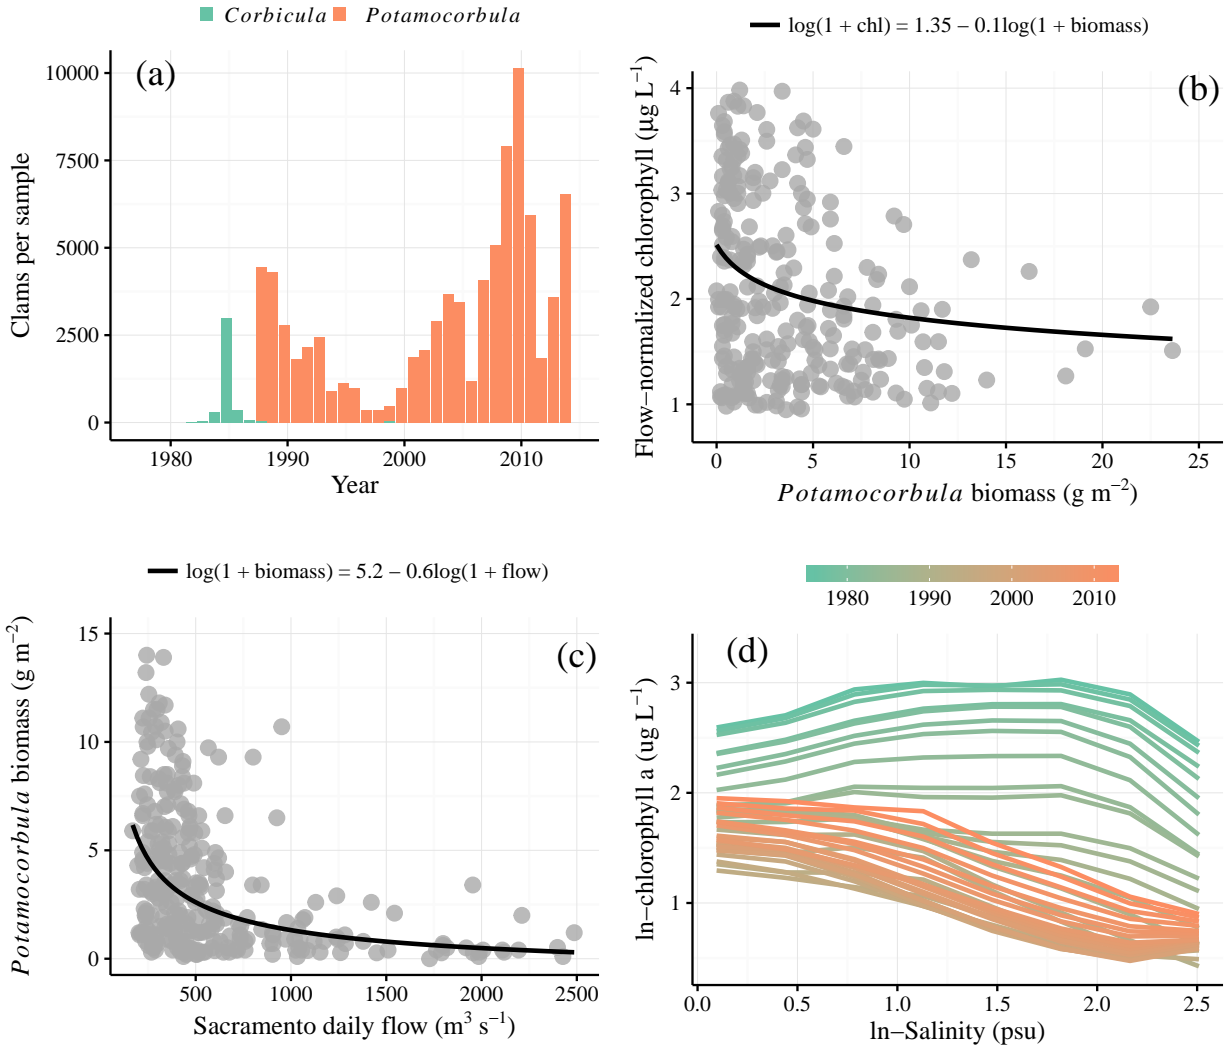 Corbicula Potamocorbula
(a)
Clams per sample
10000
7500
5000
2500
0
1980 1990 2000 2010
Year
log(1 + chl) = 1.35 − 0.1log(1 + biomass)
(b)
Flow−normalized chlorophyll (μg L⁻¹)
4
3
2
1
0 5 10 15 20 25
Potamocorbula biomass (g m⁻²)
log(1 + biomass) = 5.2 − 0.6log(1 + flow)
(c)
Potamocorbula biomass (g m⁻²)
15
10
5
0
500 1000 1500 2000 2500
Sacramento daily flow (m³ s⁻¹)
1980 1990 2000 2010
(d)
ln−chlorophyll a (ug L⁻¹)
3
2
1
0.0 0.5 1.0 1.5 2.0 2.5
ln−Salinity (psu)